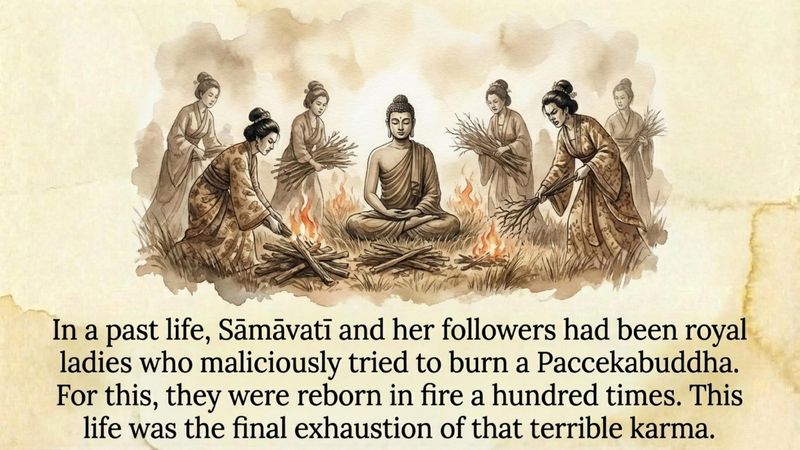 In a past life, Sāmāvatī and her followers had been royal
ladies who maliciously tried to burn a Paccekabuddha.
For this, they were reborn in fire a hundred times. This
life was the final exhaustion of that terrible karma.